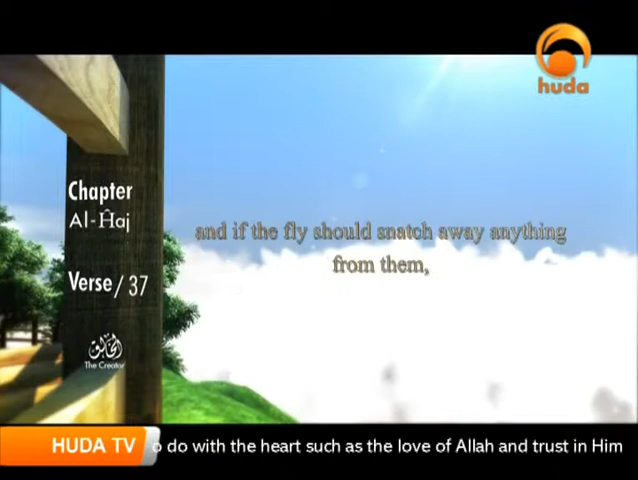 huda
Chapter
Al-Ĥaj
Verse / 37
and if the fly should snatch away anything
from them,
الخالق
The Creator
HUDA TV
o do with the heart such as the love of Allah and trust in Him